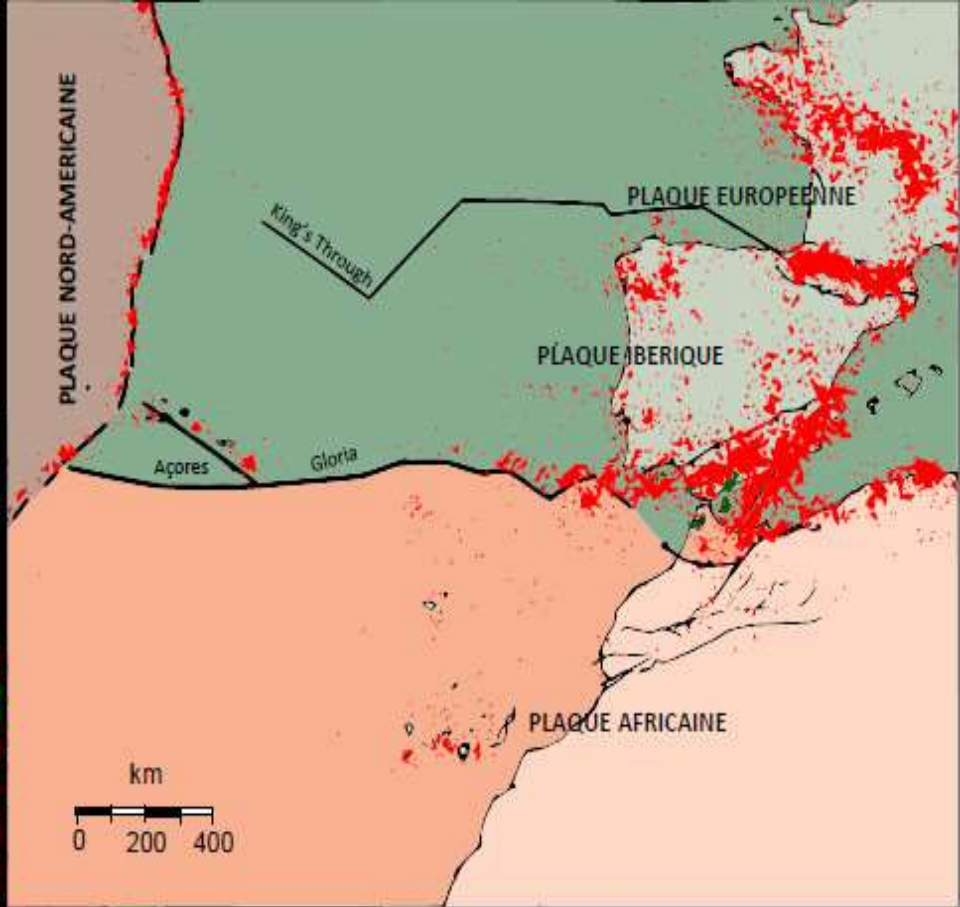 PLAQUE NORD-AMERICAINE
PLAQUE EUROPEENNE
King's Through
PLAQUE IBERIQUE
Açores
Gloria
PLAQUE AFRICAINE
km
0 200 400